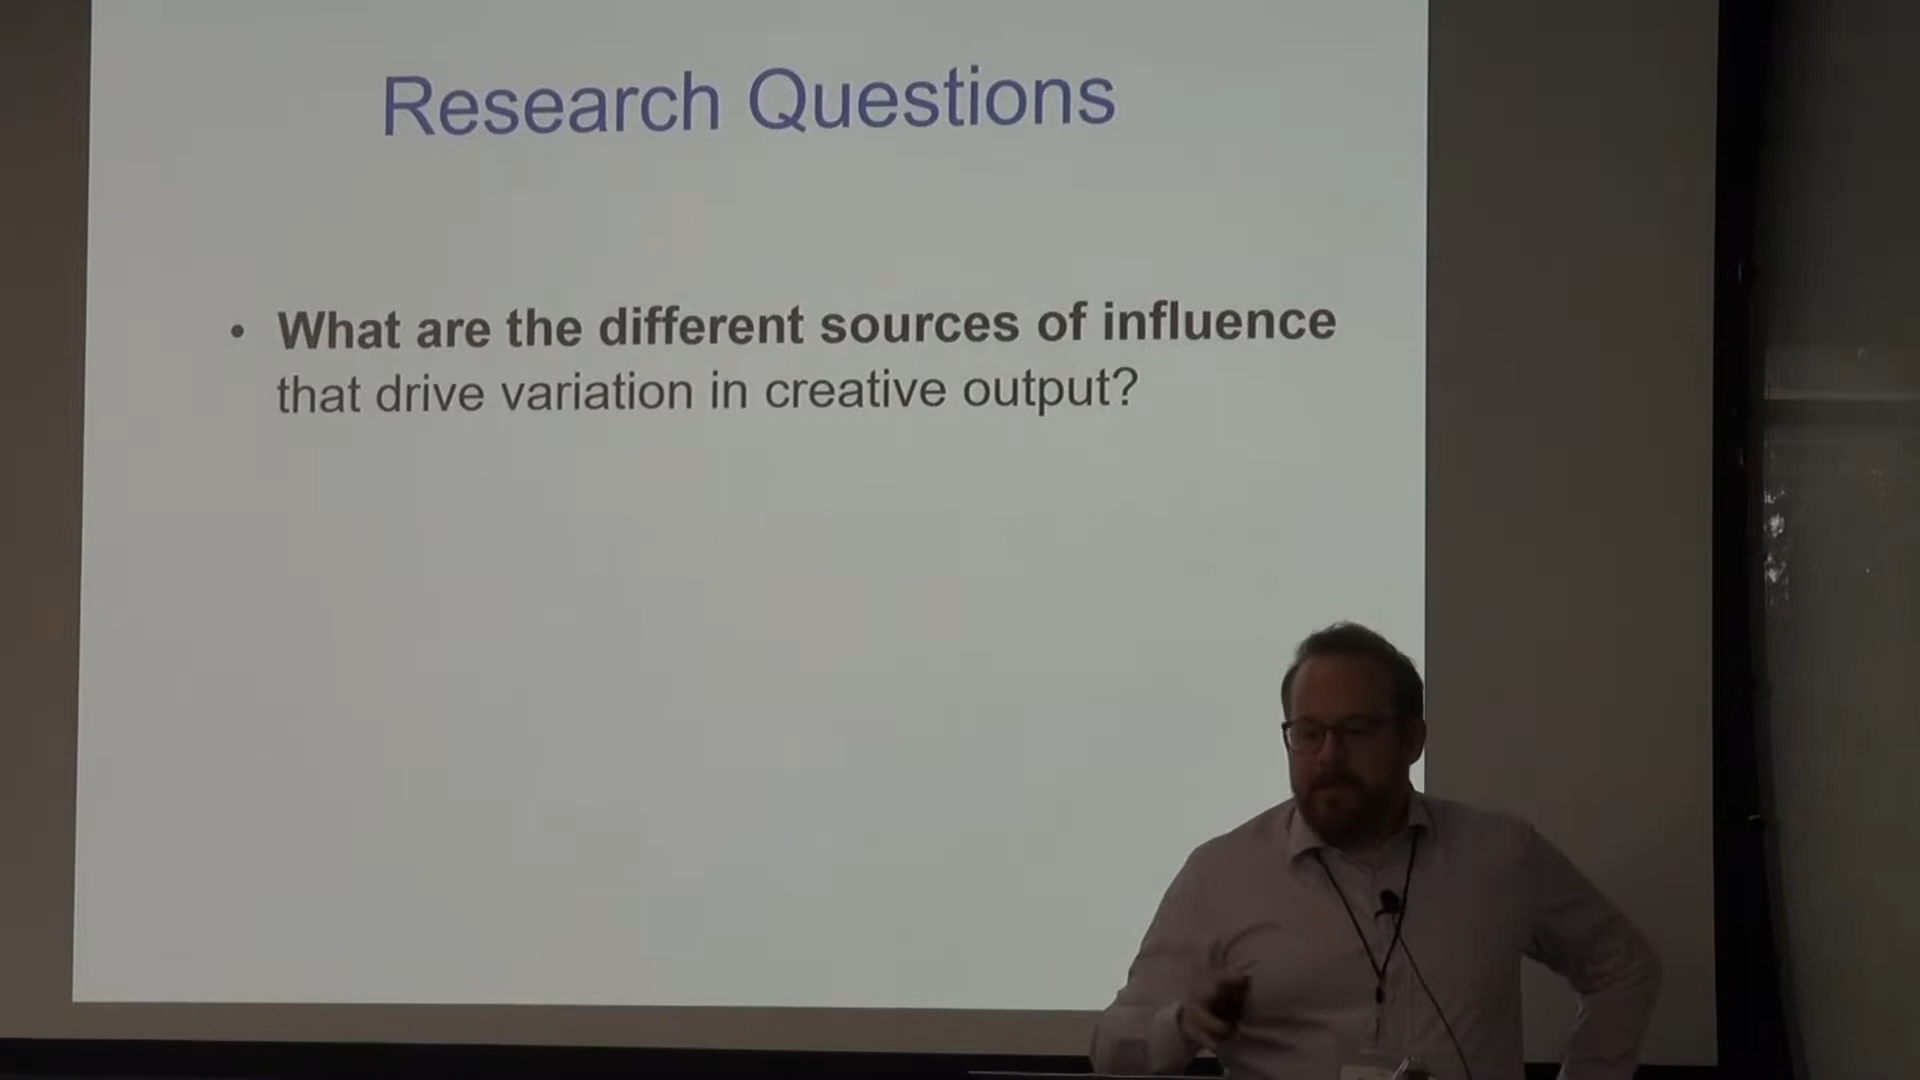 Research Questions
• What are the different sources of influence
that drive variation in creative output?